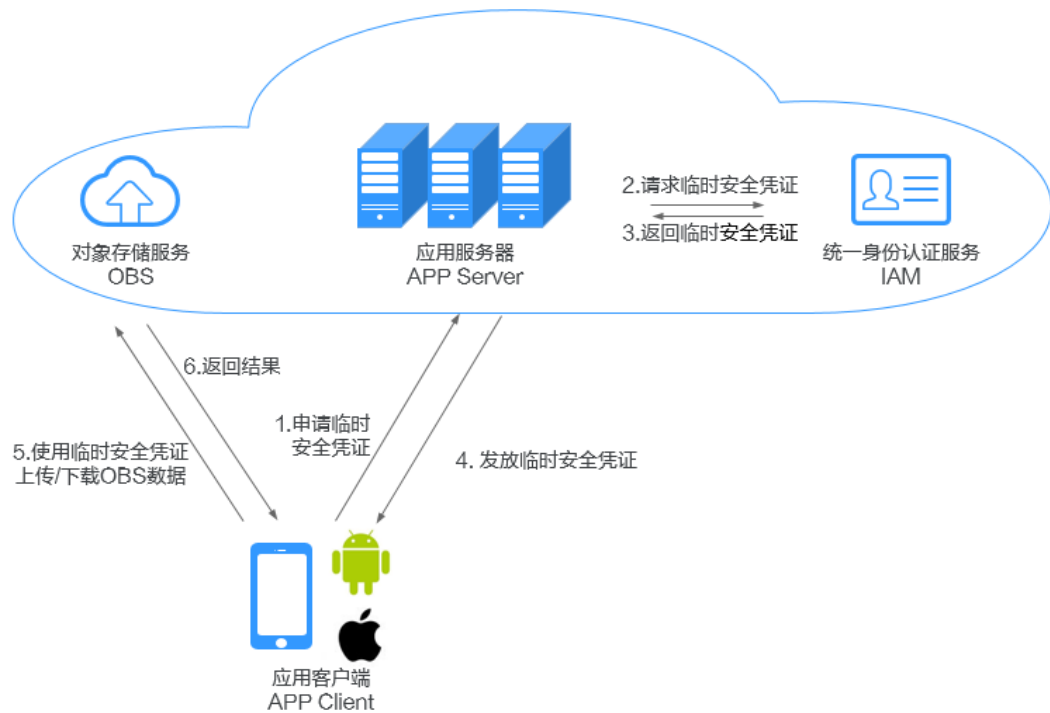 2.请求临时安全凭证
3.返回临时安全凭证
对象存储服务
OBS
应用服务器
APP Server
统一身份认证服务
IAM
6.返回结果
1.申请临时
安全凭证
5.使用临时安全凭证
上传/下载OBS数据
4. 发放临时安全凭证
应用客户端
APP Client